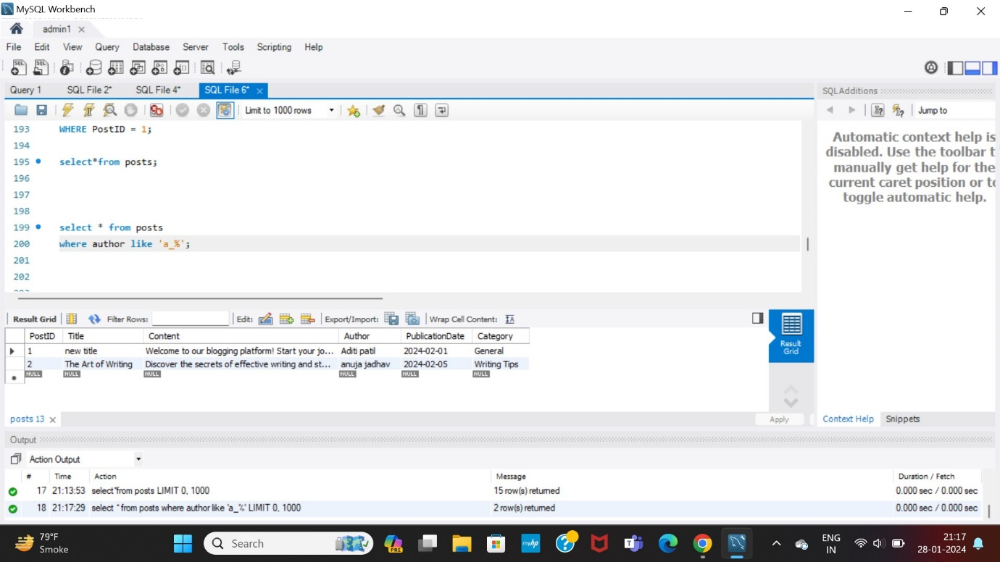 MySQL Workbench
admin1
File Edit View Query Database Server Tools Scripting Help
Query 1 SQL File 2* SQL File 4* SQL File 6*
SQLAdditions
Limit to 1000 rows
Jump to
193 WHERE PostID = 1;
194
195 select*from posts;
196
197
198
199 select * from posts
200 where author like 'a_%';
201
202
Automatic context help is
disabled. Use the toolbar t
manually get help for the
current caret position or to
toggle automatic help.
Result Grid Filter Rows: Edit: Export/Import: Wrap Cell Content:
PostID Title Content Author PublicationDate Category
1 new title Welcome to our blogging platform! Start your jo... Aditi patil 2024-02-01 General
2 The Art of Writing Discover the secrets of effective writing and st... anuja jadhav 2024-02-05 Writing Tips
NULL NULL NULL NULL NULL NULL
Result
Grid
posts 13
Apply
Context Help Snippets
Output
Action Output
# Time Action Message Duration / Fetch
17 21:13:53 select*from posts LIMIT 0, 1000 15 row(s) returned 0.000 sec / 0.000 sec
18 21:17:29 select * from posts where author like 'a_%' LIMIT 0, 1000 2 row(s) returned 0.000 sec / 0.000 sec
79°F
Smoke
Search
PRE
myhp
ENG
IN
21:17
28-01-2024